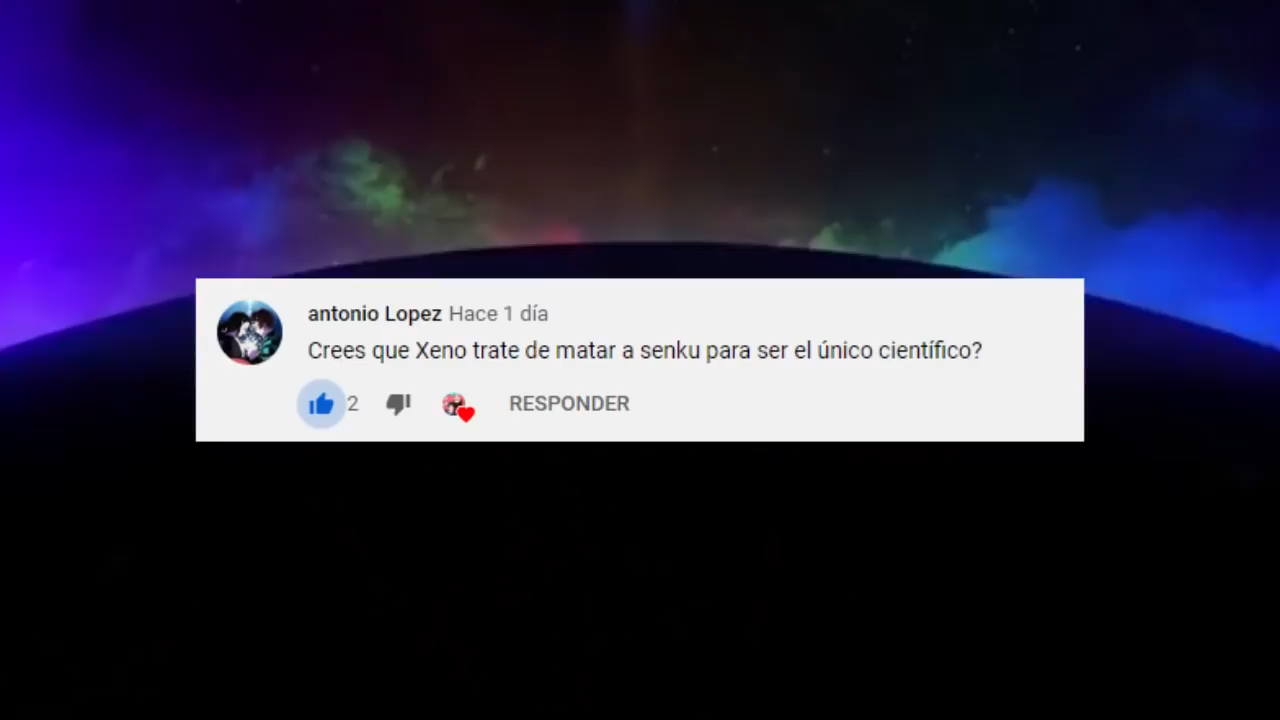 antonio Lopez Hace 1 día
Crees que Xeno trate de matar a senku para ser el único científico?
2 RESPONDER